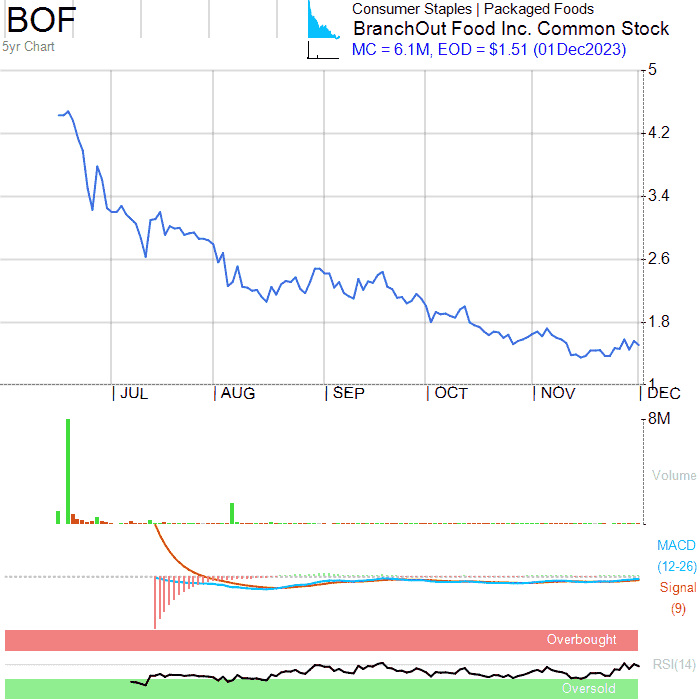 BOF
5yr Chart
Consumer Staples | Packaged Foods
BranchOut Food Inc. Common Stock
MC = 6.1M, EOD = $1.51 (01Dec2023)
5
4.2
3.4
2.6
1.8
1
JUL AUG SEP OCT NOV DEC
8M
Volume
MACD
(12-26)
Signal
(9)
Overbought
RSI(14)
Oversold